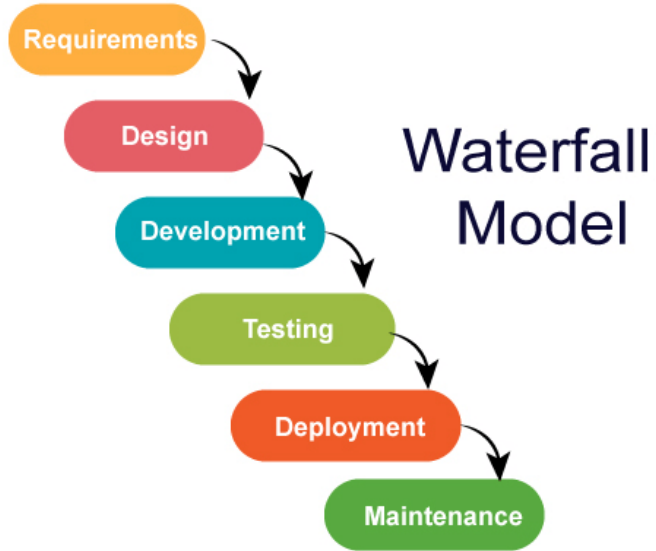 Requirements
Design
Waterfall
Model
Development
Testing
Deployment
Maintenance